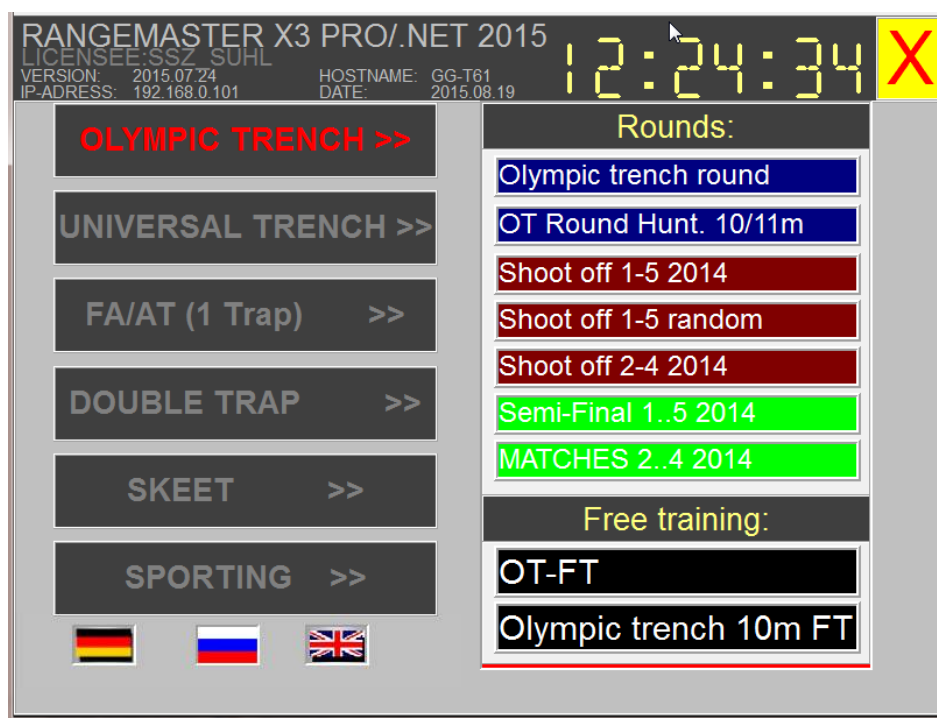 RANGEMASTER X3 PRO/.NET 2015
LICENSEE:SSZ_SUHL
VERSION: 2015.07.24 HOSTNAME: GG-T61
IP-ADRESS: 192.168.0.101 DATE: 2015.08.19
12:24:34
X
OLYMPIC TRENCH >>
UNIVERSAL TRENCH >>
FA/AT (1 Trap) >>
DOUBLE TRAP >>
SKEET >>
SPORTING >>
Rounds:
Olympic trench round
OT Round Hunt. 10/11m
Shoot off 1-5 2014
Shoot off 1-5 random
Shoot off 2-4 2014
Semi-Final 1..5 2014
MATCHES 2..4 2014
Free training:
OT-FT
Olympic trench 10m FT